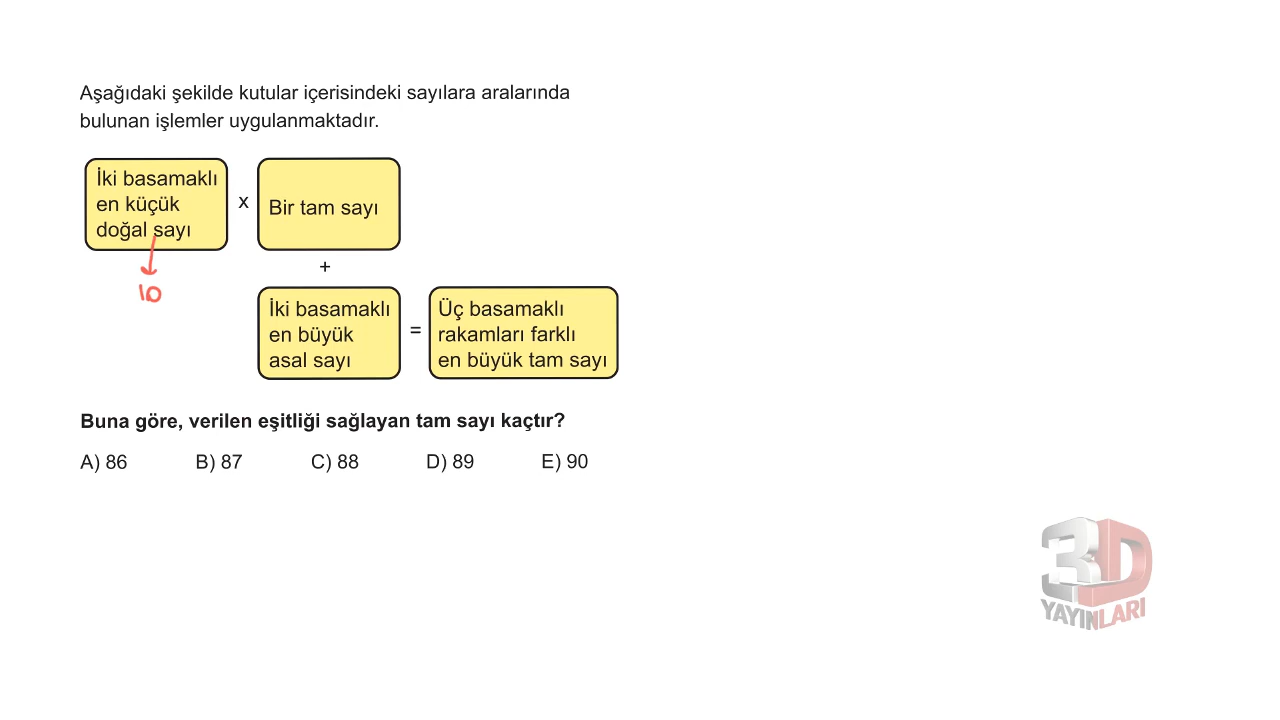 Aşağıdaki şekilde kutular içerisindeki sayılara aralarında
bulunan işlemler uygulanmaktadır.
İki basamaklı
en küçük
doğal sayı
x
Bir tam sayı
+
10
İki basamaklı
en büyük
asal sayı
=
Üç basamaklı
rakamları farklı
en büyük tam sayı
Buna göre, verilen eşitliği sağlayan tam sayı kaçtır?
A) 86 B) 87 C) 88 D) 89 E) 90
3D
YAYINLARI